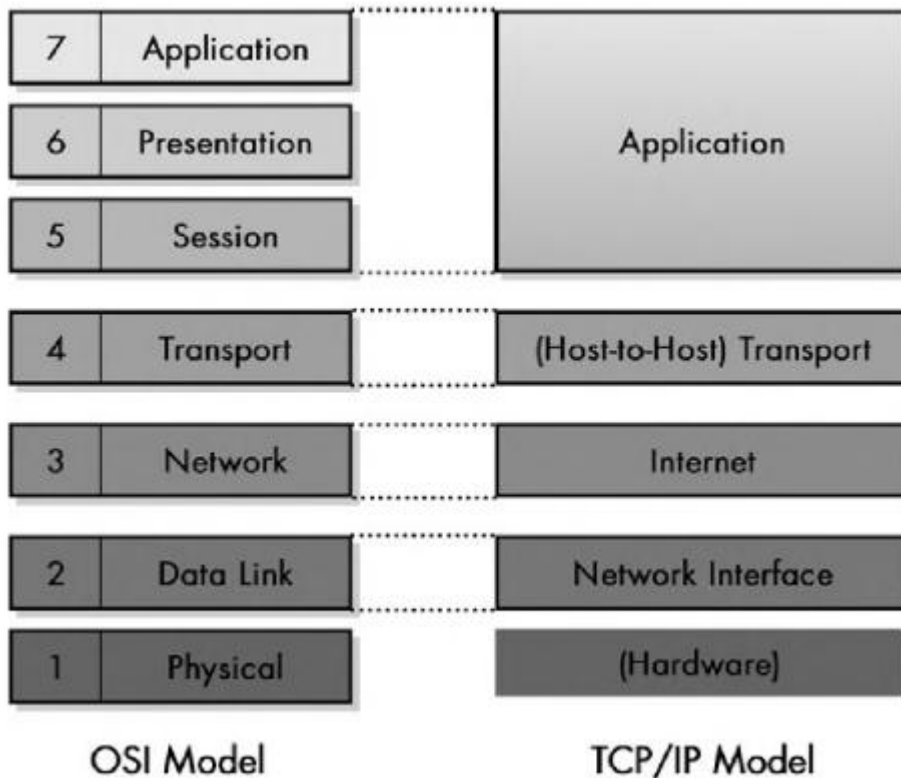 7 Application
6 Presentation
5 Session
Application
4 Transport
(Host-to-Host) Transport
3 Network
Internet
2 Data Link
Network Interface
1 Physical
(Hardware)
OSI Model
TCP/IP Model